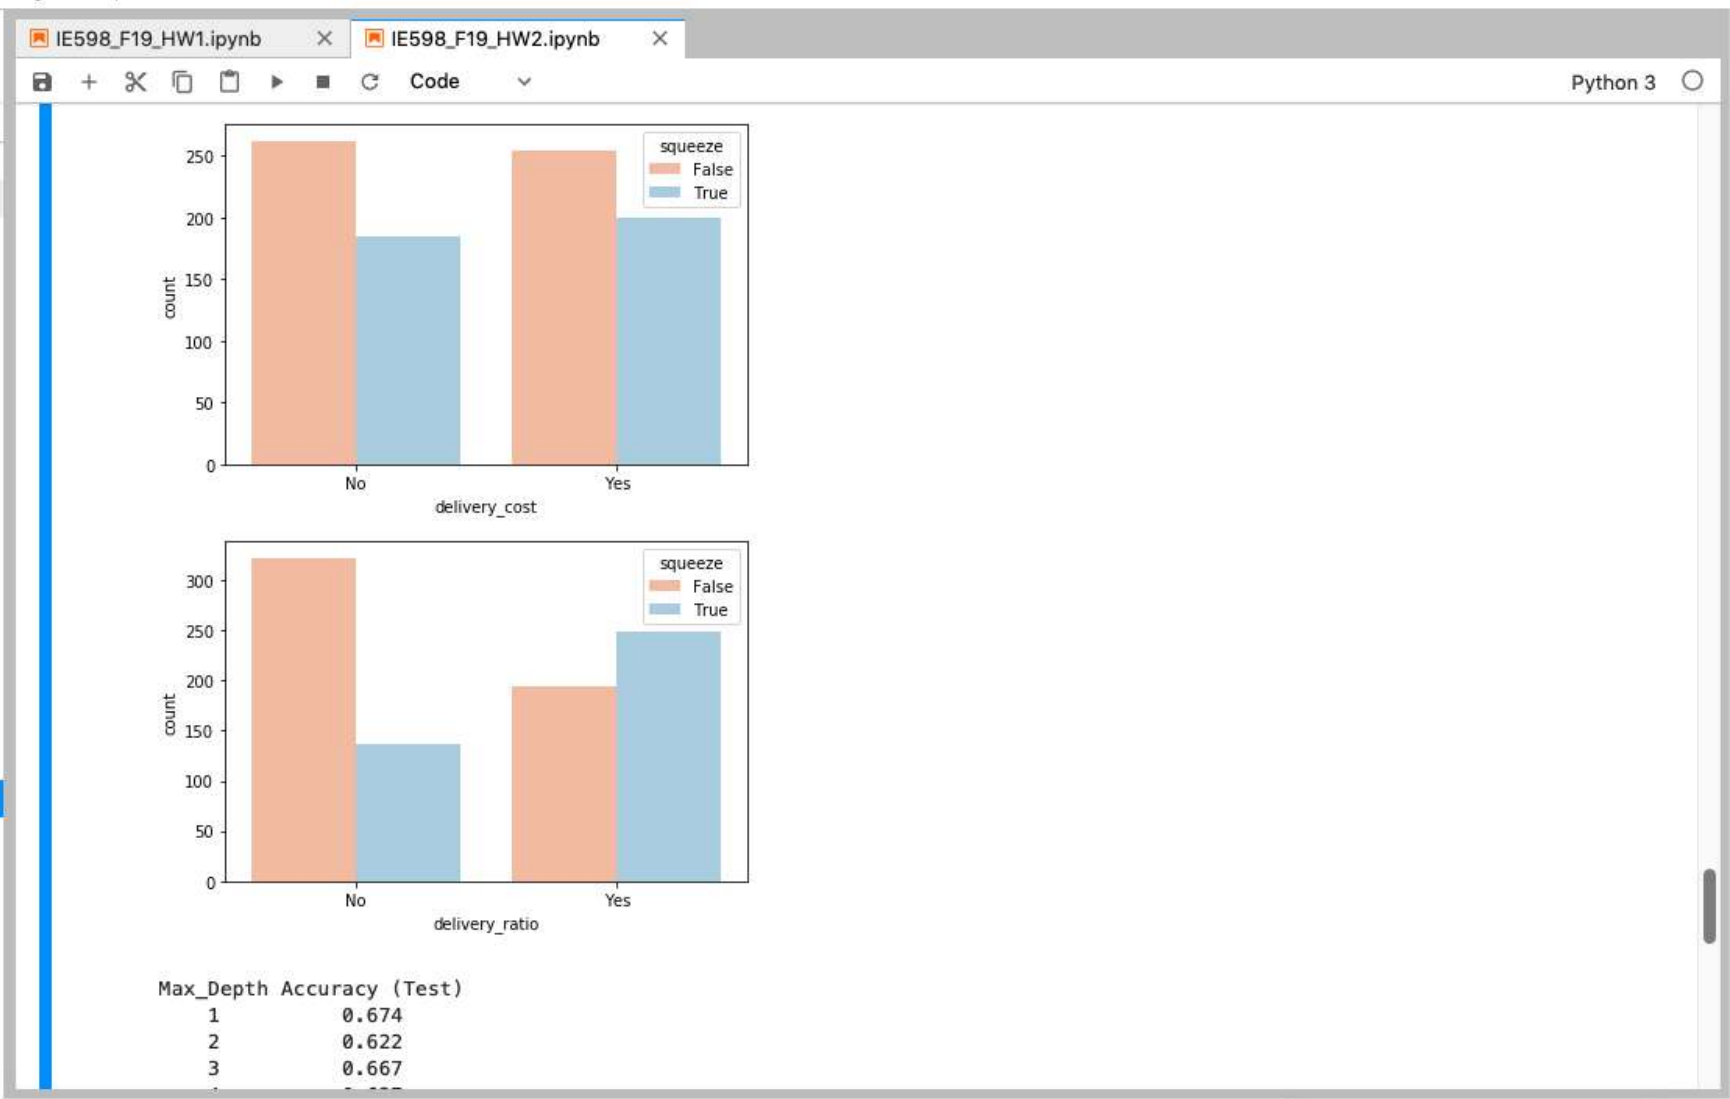 IE598_F19_HW1.ipynb IE598_F19_HW2.ipynb
Code Python 3
250
200
150
100
50
0
count
squeeze
False
True
No Yes
delivery_cost
300
250
200
150
100
50
0
count
squeeze
False
True
No Yes
delivery_ratio
Max_Depth Accuracy (Test)
1 0.674
2 0.622
3 0.667